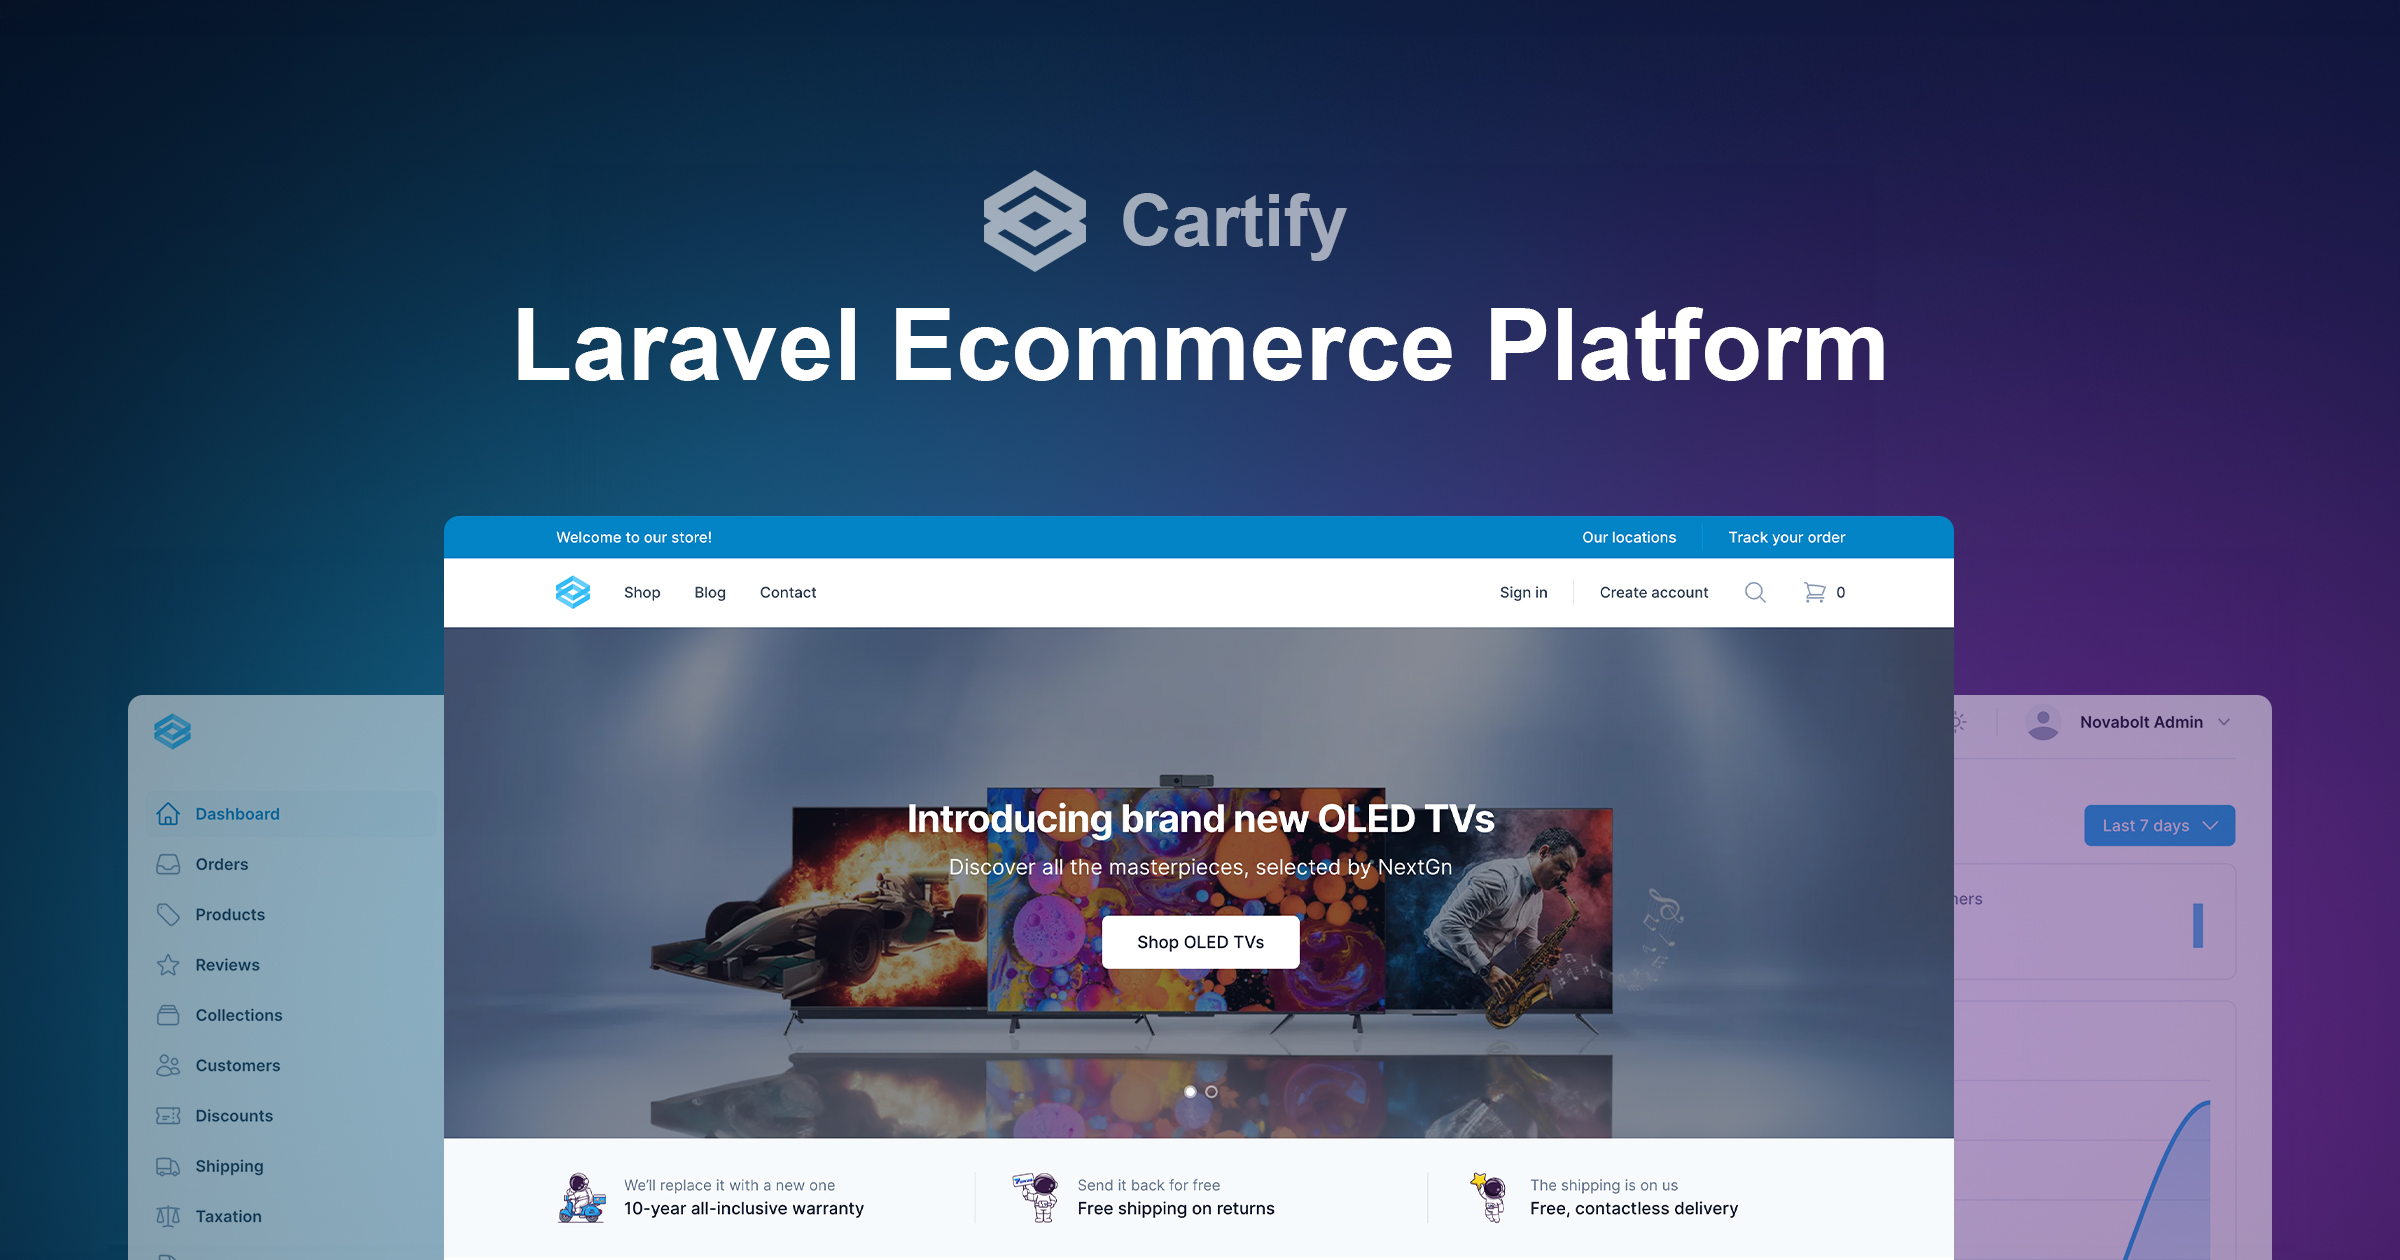 Cartify
Laravel Ecommerce Platform
Welcome to our store!
Our locations
Track your order
Shop
Blog
Contact
Sign in
Create account
0
Introducing brand new OLED TVs
Discover all the masterpieces, selected by NextGn
Shop OLED TVs
We'll replace it with a new one
10-year all-inclusive warranty
Send it back for free
Free shipping on returns
The shipping is on us
Free, contactless delivery
Dashboard
Orders
Products
Reviews
Collections
Customers
Discounts
Shipping
Taxation
Novabolt Admin
Last 7 days